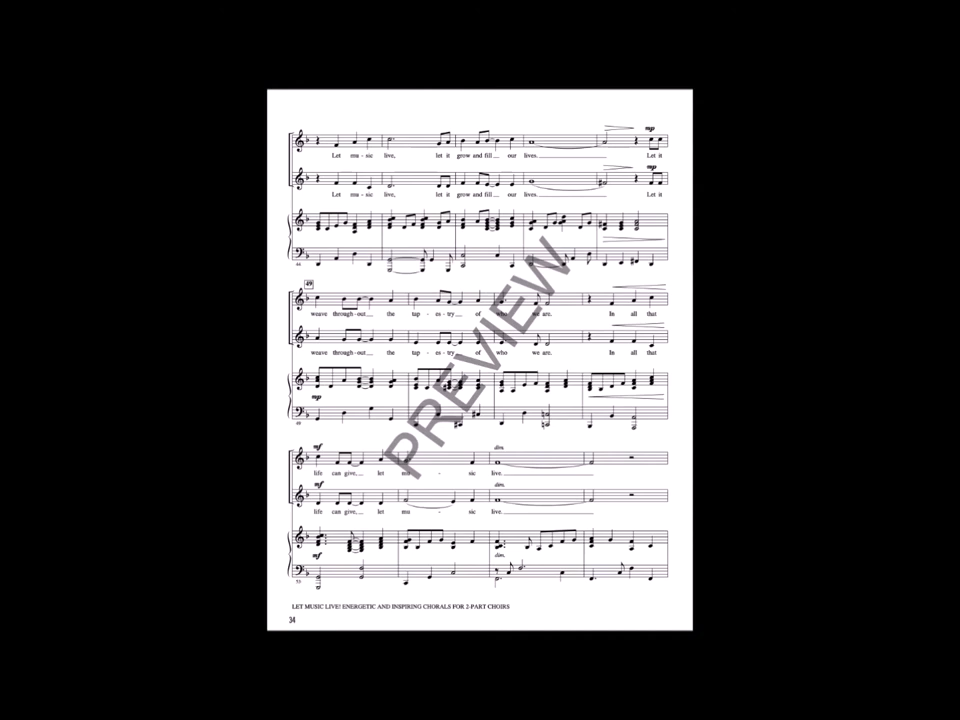 mp
Let mu - sic live, let it grow and fill our lives. Let it
mp
Let mu - sic live, let it grow and fill our lives. Let it
44
49
weave through - out the tap - es - try of who we are. In all that
weave through - out the tap - es - try of who we are. In all that
mp
49
mf dim.
life can give, let mu - sic live.
mf dim.
life can give, let mu - sic live.
mf dim.
53
PREVIEW
LET MUSIC LIVE! ENERGETIC AND INSPIRING CHORALS FOR 2-PART CHOIRS
34